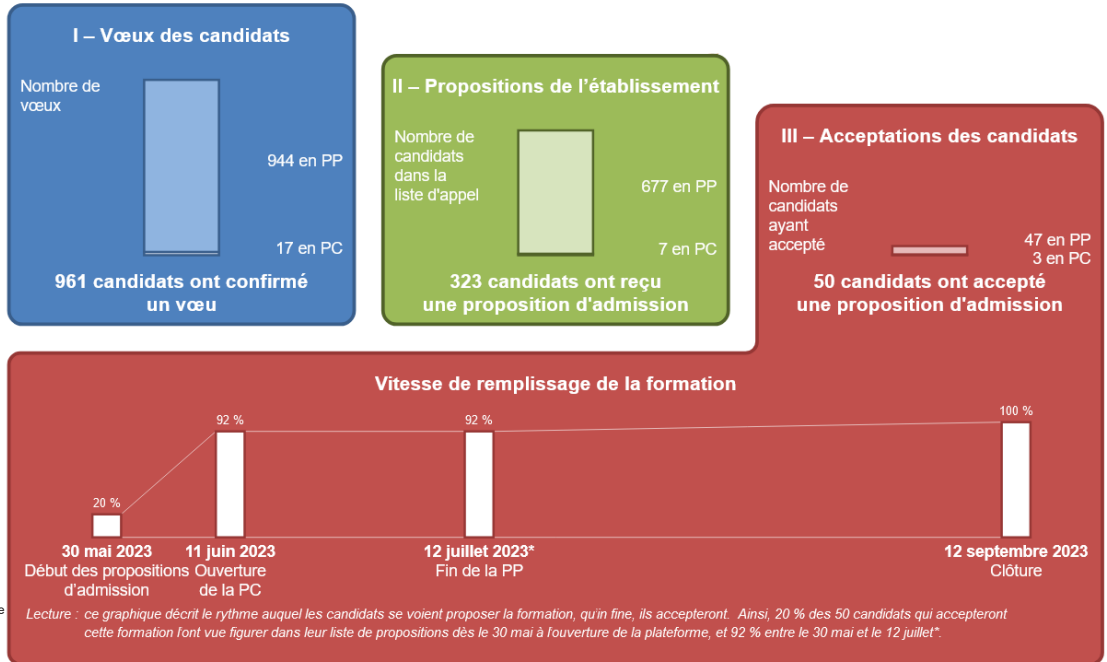 I – Vœux des candidats
Nombre de
vœux
944 en PP
17 en PC
961 candidats ont confirmé
un vœu
II – Propositions de l'établissement
Nombre de
candidats
dans la
liste d'appel
677 en PP
7 en PC
323 candidats ont reçu
une proposition d'admission
III – Acceptations des candidats
Nombre de
candidats
ayant
accepté
47 en PP
3 en PC
50 candidats ont accepté
une proposition d'admission
Vitesse de remplissage de la formation
20 %
92 %
92 %
100 %
30 mai 2023
Début des propositions
d'admission
11 juin 2023
Ouverture
de la PC
12 juillet 2023*
Fin de la PP
12 septembre 2023
Clôture
e
Lecture : ce graphique décrit le rythme auquel les candidats se voient proposer la formation, qu'in fine, ils accepteront. Ainsi, 20 % des 50 candidats qui accepteront
cette formation l'ont vue figurer dans leur liste de propositions dès le 30 mai à l'ouverture de la plateforme, et 92 % entre le 30 mai et le 12 juillet*.